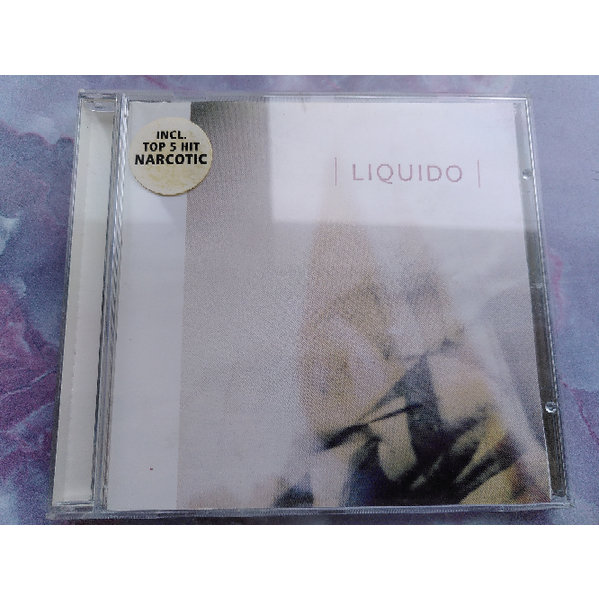 INCL.
TOP 5 HIT
NARCOTIC
| LIQUIDO |